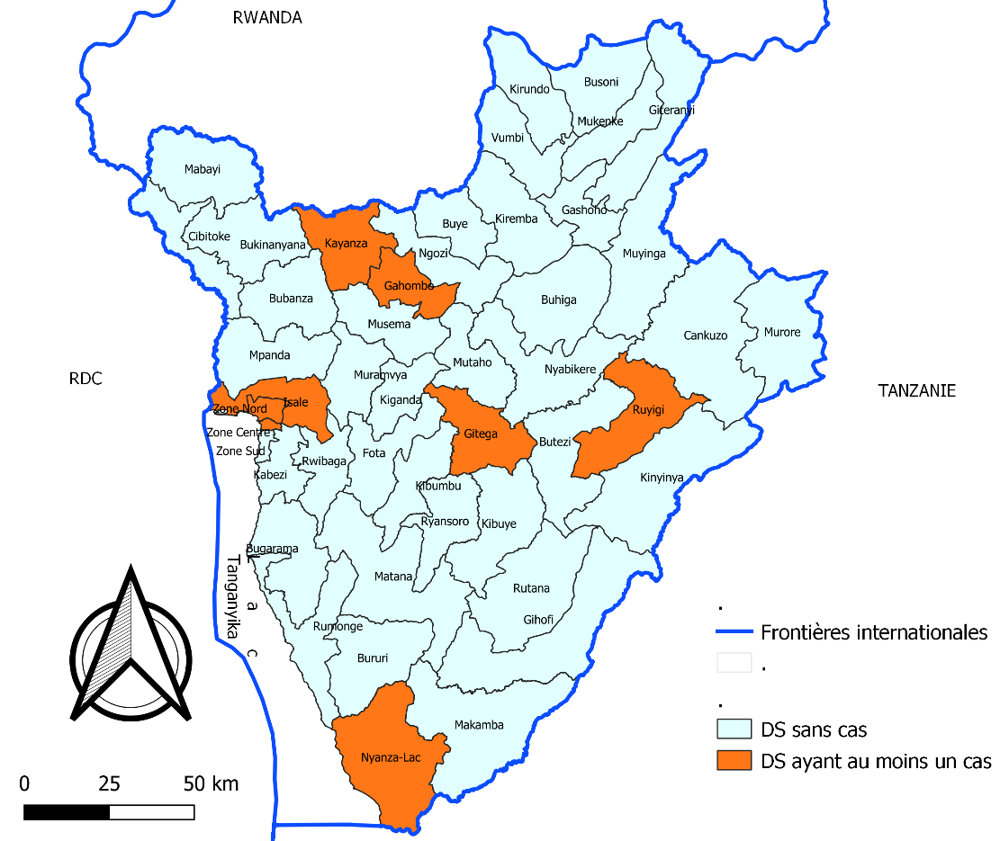 RWANDA
Kirundo
Busoni
Giteranyi
Mukenke
Vumbi
Mabayi
Gashoho
Kiremba
Buye
Cibitoke
Bukinanyana
Kayanza
Ngozi
Muyinga
Gahombo
Bubanza
Buhiga
Musema
Cankuzo
Murore
Mpanda
Mutaho
Nyabikere
Muramvya
RDC
TANZANIE
Kiganda
Isale
Zone Nord
Ruyigi
Zone Centre
Gitega
Butezi
Zone Sud
Fota
Rwibaga
Kabezi
Kinyinya
Kibumbu
Ryansoro
Kibuye
Bugarama
Lac
Tanganyika
Matana
Rutana
Gihofi
Rumonge
Bururi
Makamba
Nyanza-Lac
.
Frontières internationales
.
.
DS sans cas
DS ayant au moins un cas
0 25 50 km